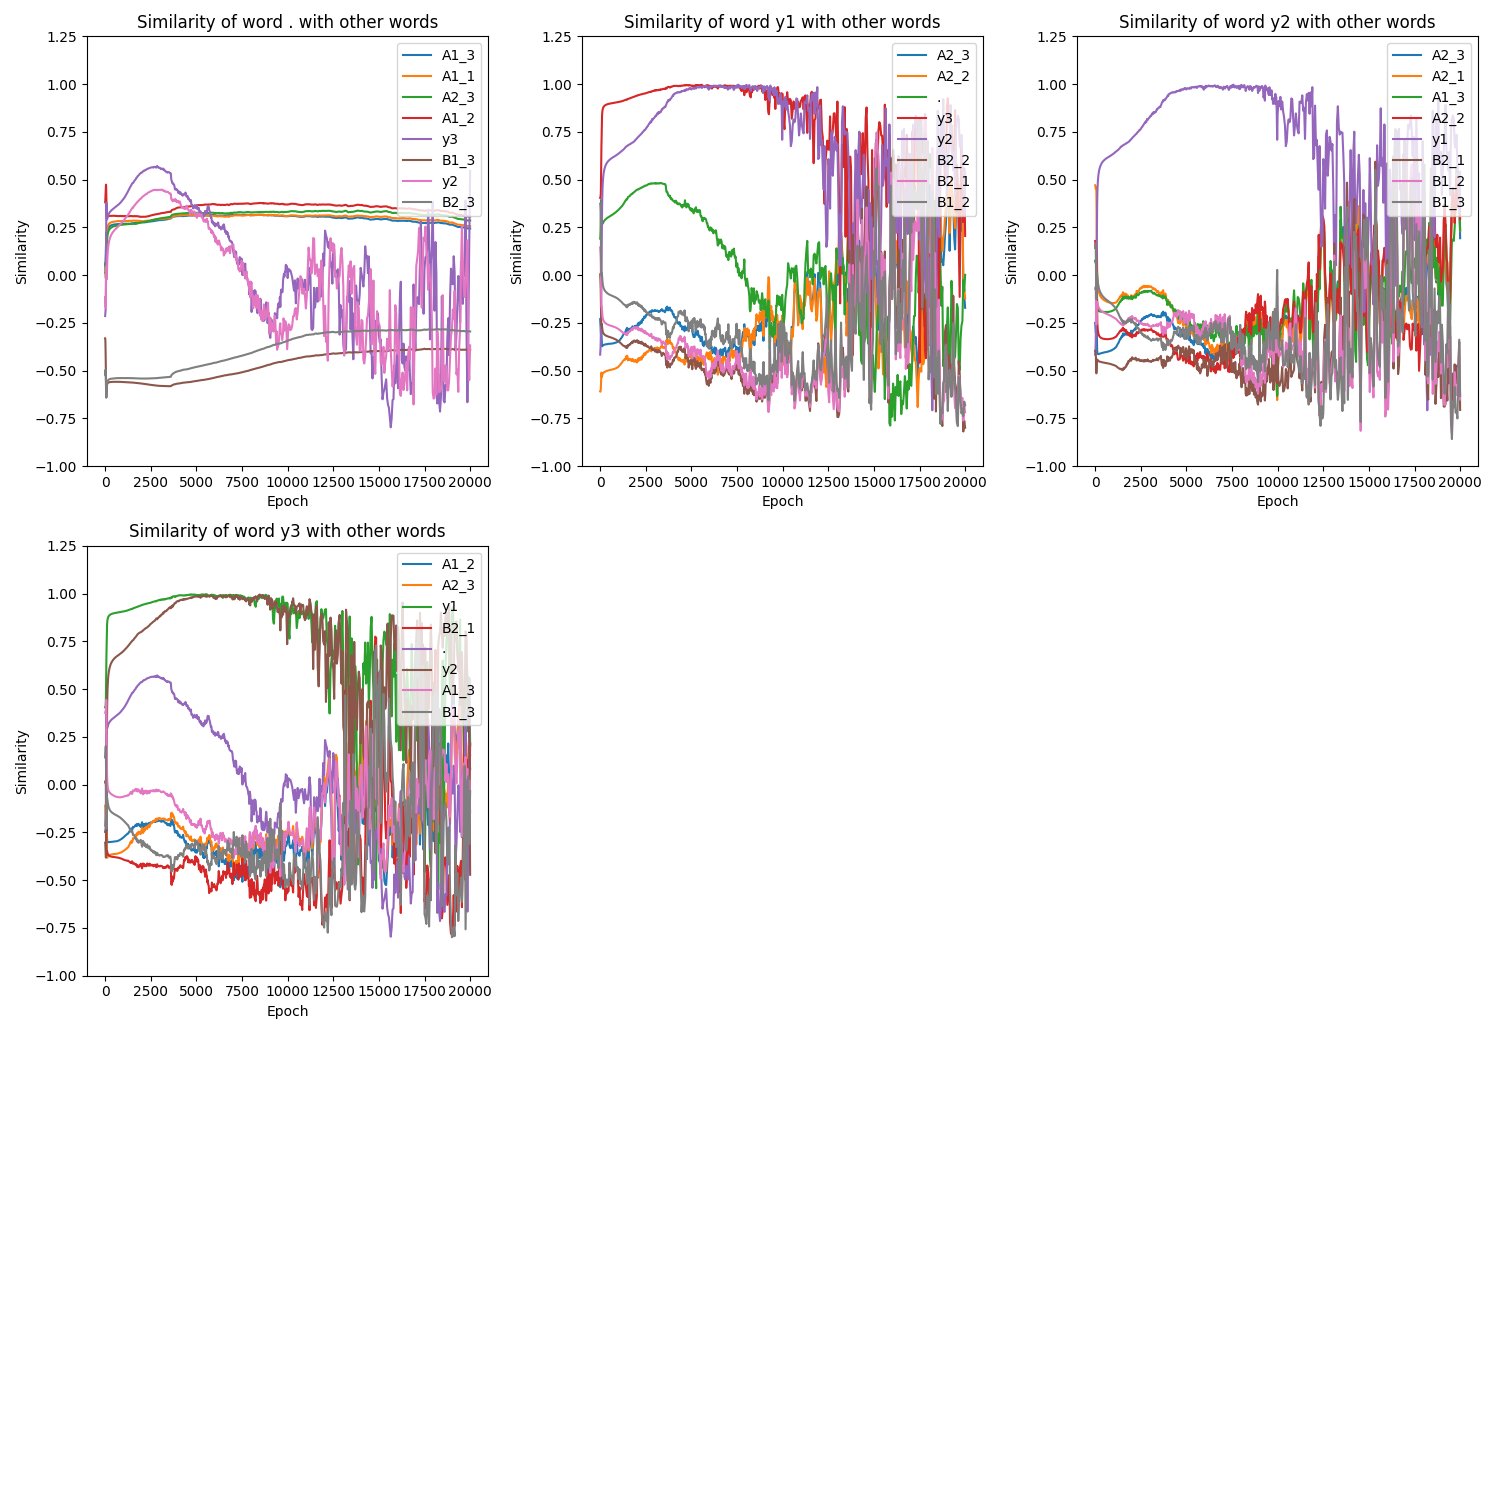 Similarity of word . with other words
1.25
1.00
0.75
0.50
0.25
0.00
−0.25
−0.50
−0.75
−1.00
Similarity
0 2500 5000 7500 10000 12500 15000 17500 20000
Epoch
A1_3
A1_1
A2_3
A1_2
y3
B1_3
y2
B2_3
Similarity of word y1 with other words
1.25
1.00
0.75
0.50
0.25
0.00
−0.25
−0.50
−0.75
−1.00
Similarity
0 2500 5000 7500 10000 12500 15000 17500 20000
Epoch
A2_3
A2_2
.
y3
y2
B2_2
B2_1
B1_2
Similarity of word y2 with other words
1.25
1.00
0.75
0.50
0.25
0.00
−0.25
−0.50
−0.75
−1.00
Similarity
0 2500 5000 7500 10000 12500 15000 17500 20000
Epoch
A2_3
A2_1
A1_3
A2_2
y1
B2_1
B1_2
B1_3
Similarity of word y3 with other words
1.25
1.00
0.75
0.50
0.25
0.00
−0.25
−0.50
−0.75
−1.00
Similarity
0 2500 5000 7500 10000 12500 15000 17500 20000
Epoch
A1_2
A2_3
y1
B2_1
.
y2
A1_3
B1_3